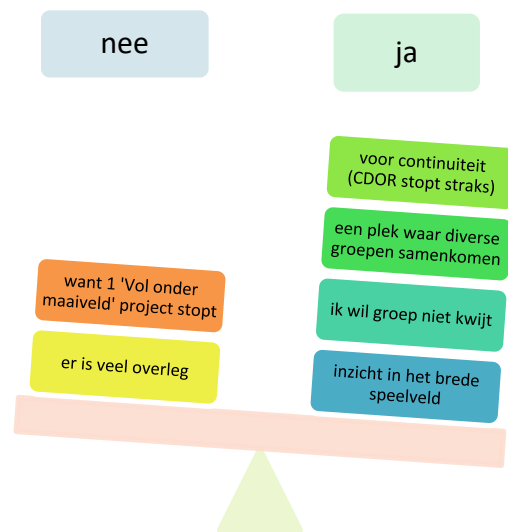 nee
ja
voor continuiteit
(CDOR stopt straks)
een plek waar diverse
groepen samenkomen
want 1 'Vol onder
maaiveld' project stopt
ik wil groep niet kwijt
er is veel overleg
inzicht in het brede
speelveld